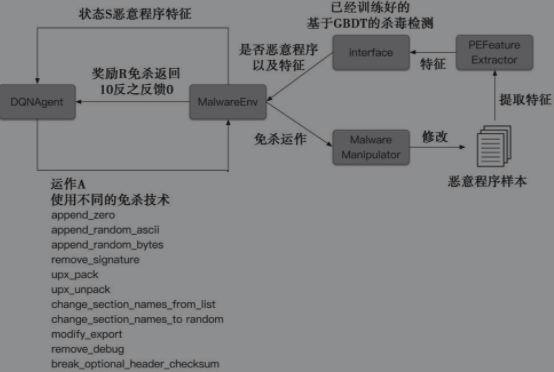 状态S恶意程序特征
已经训练好的
基于GBDT的杀毒检测
是否恶意程序
以及特征
interface
特征
PEFeature
Extractor
奖励R免杀返回
10反之反馈0
DQNAgent
MalwareEnv
提取特征
免杀运作
Malware
Manipulator
修改
恶意程序样本
运作A
使用不同的免杀技术
append_zero
append_random_ascii
append_random_bytes
remove_signature
upx_pack
upx_unpack
change_section_names_from_list
change_section_names_to random
modify_export
remove_debug
break_optional_header_checksum